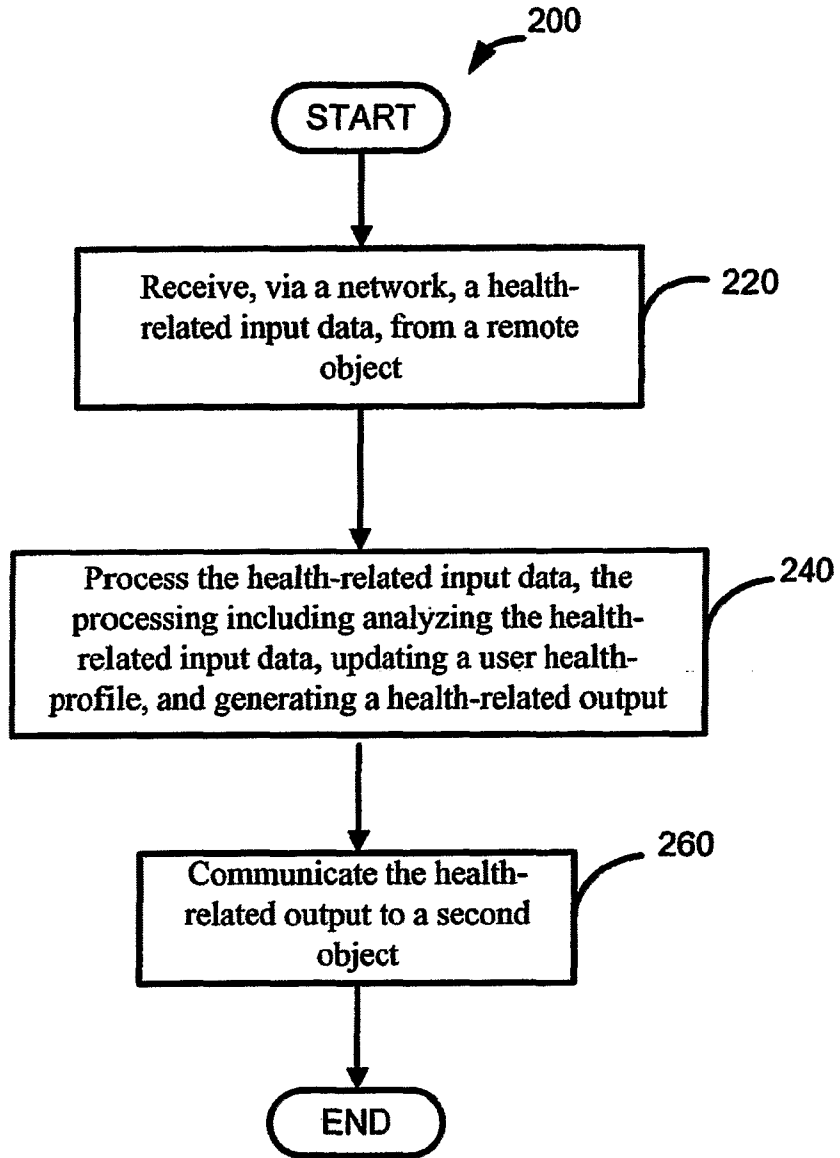 200
START
Receive, via a network, a health-
related input data, from a remote
object
220
Process the health-related input data, the
processing including analyzing the health-
related input data, updating a user health-
profile, and generating a health-related output
240
Communicate the health-
related output to a second
object
260
END